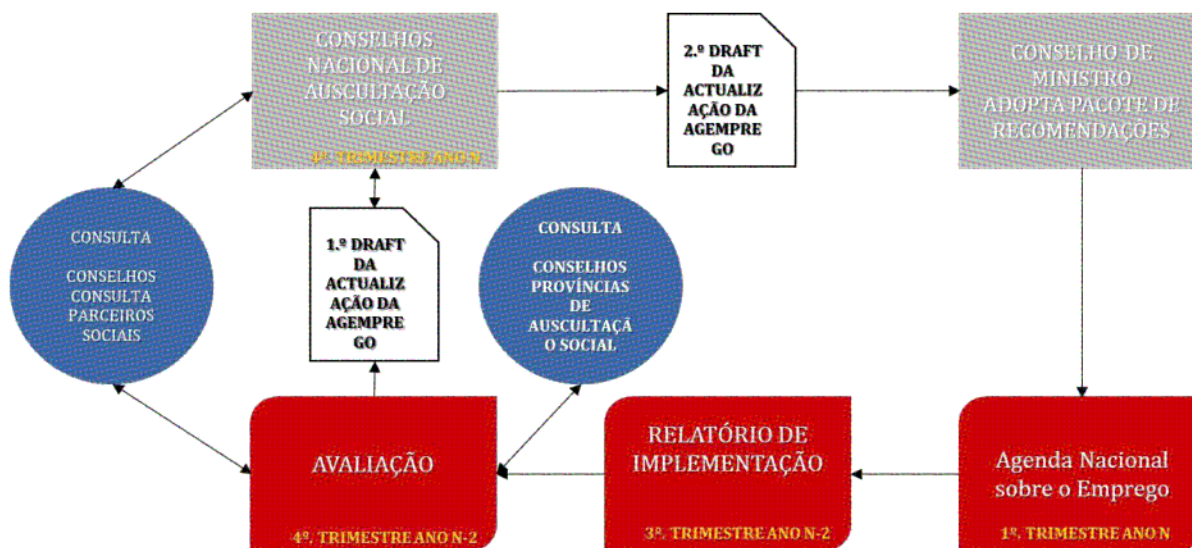 CONSELHOS
NACIONAL DE
AUSCULTAÇÃO
SOCIAL
4º. TRIMESTRE ANO N
2.º DRAFT
DA
ACTUALIZ
AÇÃO DA
AGEMPRE
GO
CONSELHO DE
MINISTRO
ADOPTA PACOTE DE
RECOMENDAÇÕES
CONSULTA
CONSELHOS
CONSULTA
PARCEIROS
SOCIAIS
1.º DRAFT
DA
ACTUALIZ
AÇÃO DA
AGEMPRE
GO
CONSULTA
CONSELHOS
PROVÍNCIAS
DE
AUSCULTAÇÃ
O SOCIAL
AVALIAÇÃO
4º. TRIMESTRE ANO N-2
RELATÓRIO DE
IMPLEMENTAÇÃO
3º. TRIMESTRE ANO N-2
Agenda Nacional
sobre o Emprego
1º. TRIMESTRE ANO N